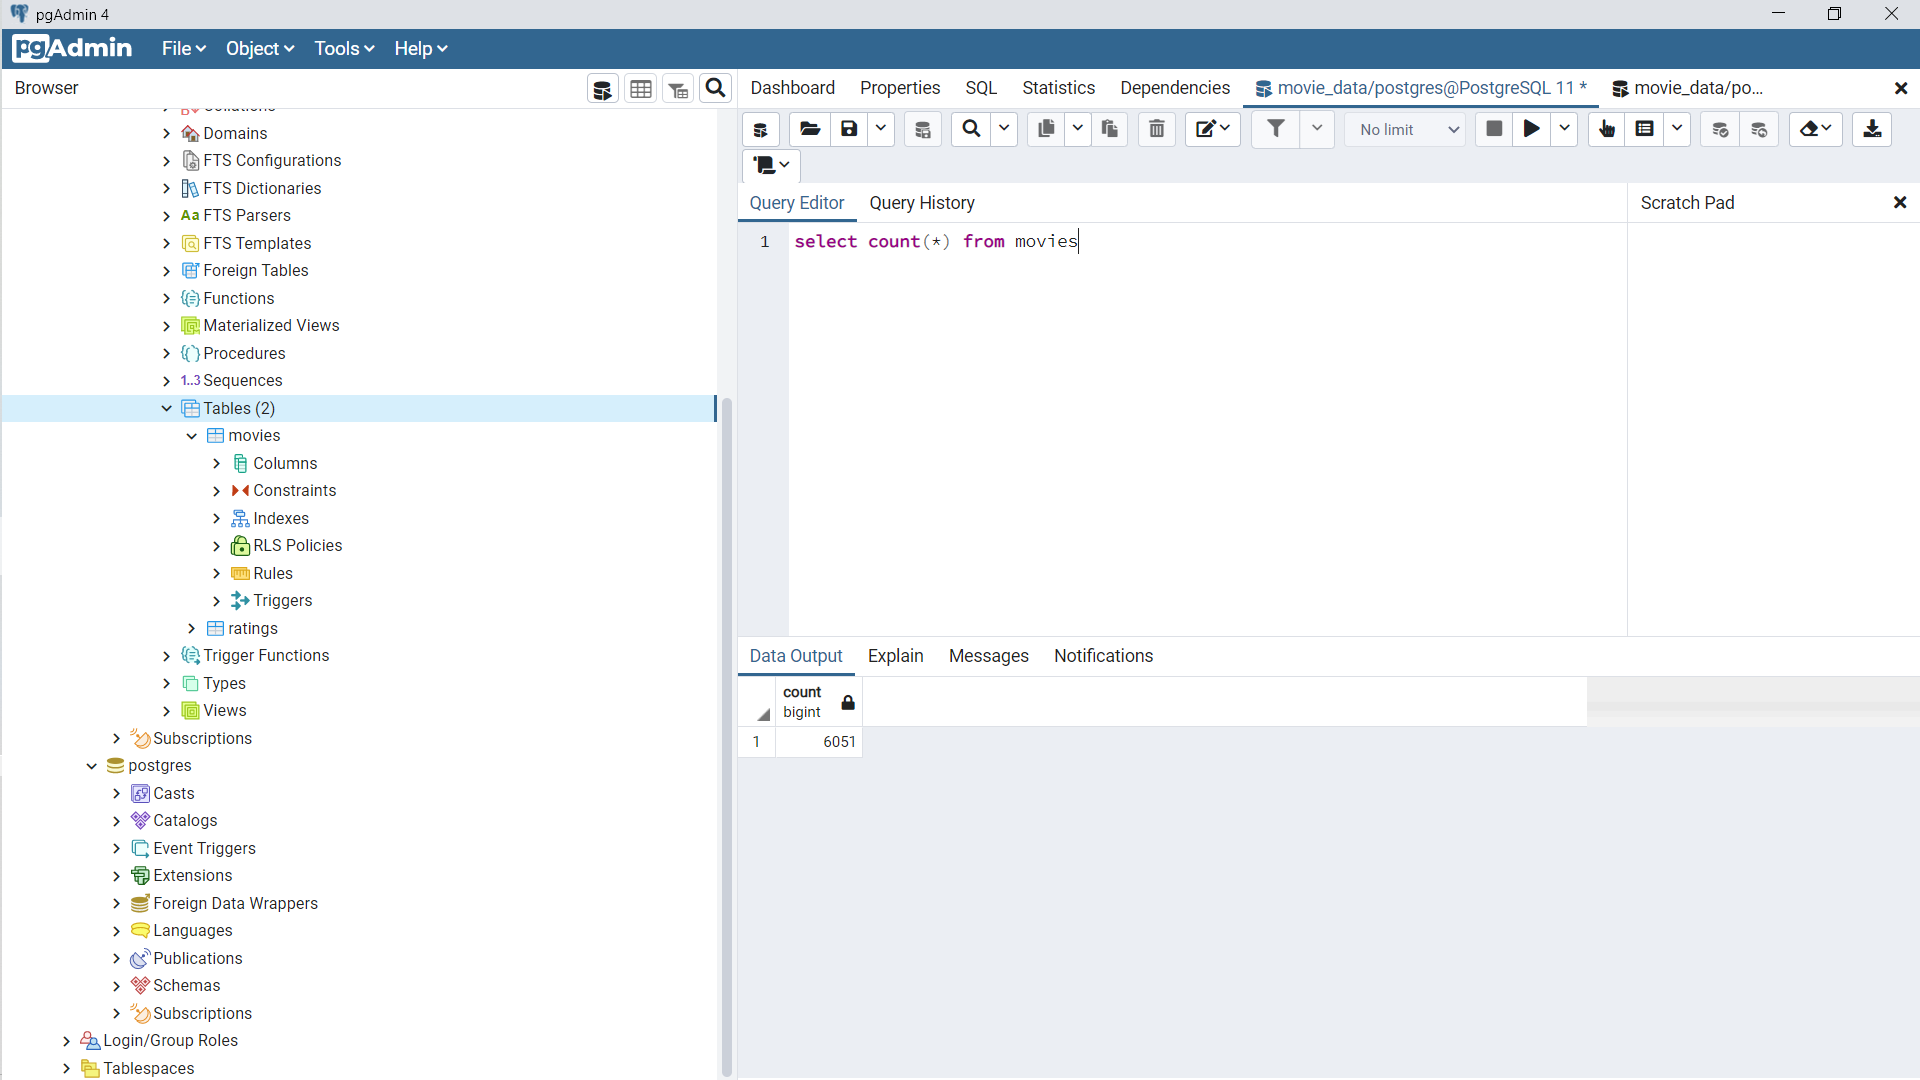 pgAdmin 4
pgAdmin File Object Tools Help
Browser
Dashboard Properties SQL Statistics Dependencies movie_data/postgres@PostgreSQL 11 * movie_data/po...
No limit
Query Editor Query History
Scratch Pad
1 select count(*) from movies
Collations
Domains
FTS Configurations
FTS Dictionaries
Aa FTS Parsers
FTS Templates
Foreign Tables
Functions
Materialized Views
Procedures
1..3 Sequences
Tables (2)
movies
Columns
Constraints
Indexes
RLS Policies
Rules
Triggers
ratings
Trigger Functions
Types
Views
Subscriptions
postgres
Casts
Catalogs
Event Triggers
Extensions
Foreign Data Wrappers
Languages
Publications
Schemas
Subscriptions
Login/Group Roles
Tablespaces
Data Output Explain Messages Notifications
count
bigint
1 6051